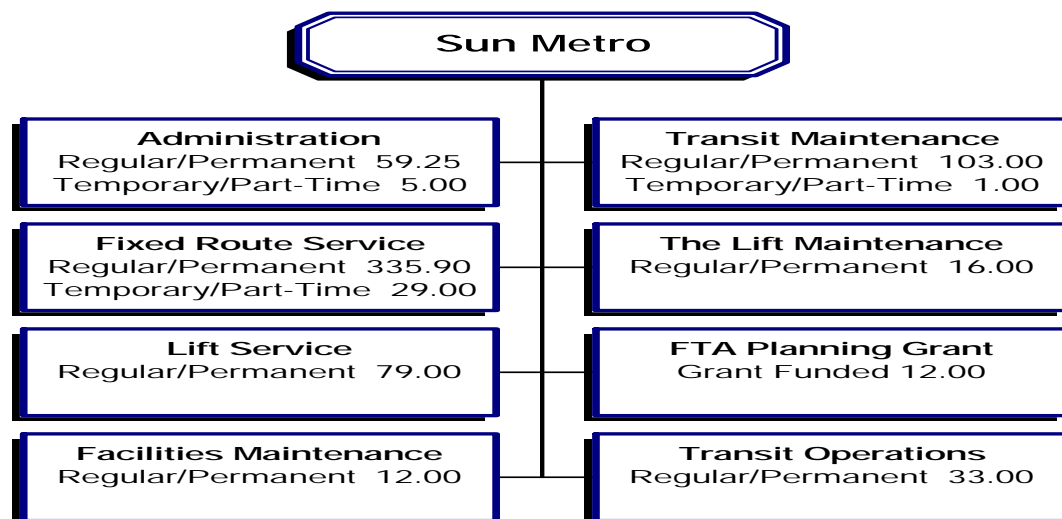 Sun Metro
Administration
Regular/Permanent 59.25
Temporary/Part-Time 5.00
Transit Maintenance
Regular/Permanent 103.00
Temporary/Part-Time 1.00
Fixed Route Service
Regular/Permanent 335.90
Temporary/Part-Time 29.00
The Lift Maintenance
Regular/Permanent 16.00
Lift Service
Regular/Permanent 79.00
FTA Planning Grant
Grant Funded 12.00
Facilities Maintenance
Regular/Permanent 12.00
Transit Operations
Regular/Permanent 33.00